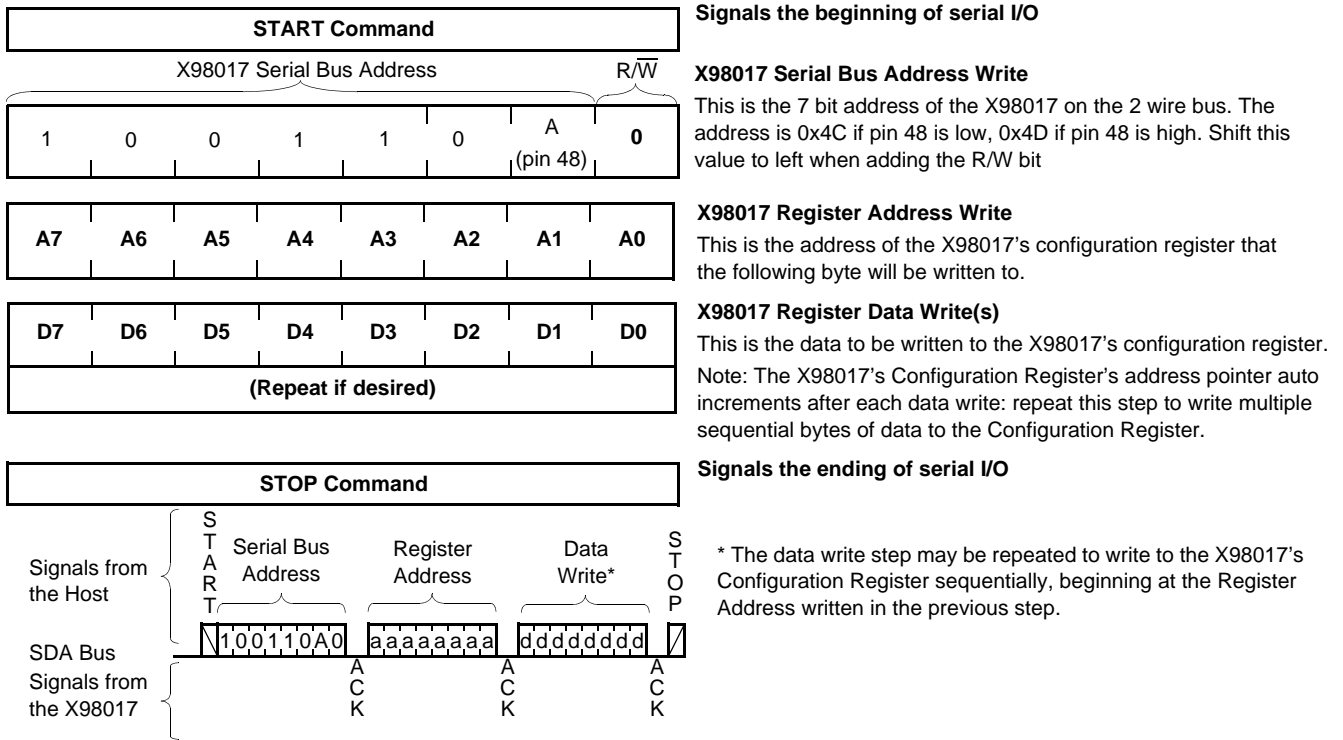 START Command
Signals the beginning of serial I/O
X98017 Serial Bus Address R/W̅
1 0 0 1 1 0 A (pin 48) 0
X98017 Serial Bus Address Write
This is the 7 bit address of the X98017 on the 2 wire bus. The
address is 0x4C if pin 48 is low, 0x4D if pin 48 is high. Shift this
value to left when adding the R/W bit
A7 A6 A5 A4 A3 A2 A1 A0
X98017 Register Address Write
This is the address of the X98017's configuration register that
the following byte will be written to.
D7 D6 D5 D4 D3 D2 D1 D0
(Repeat if desired)
X98017 Register Data Write(s)
This is the data to be written to the X98017's configuration register.
Note: The X98017's Configuration Register's address pointer auto
increments after each data write: repeat this step to write multiple
sequential bytes of data to the Configuration Register.
STOP Command
Signals the ending of serial I/O
Signals from
the Host
START
Serial Bus
Address
Register
Address
Data
Write*
STOP
* The data write step may be repeated to write to the X98017's
Configuration Register sequentially, beginning at the Register
Address written in the previous step.
SDA Bus
1 0 0 1 1 0 A 0 a a a a a a a a d d d d d d d d
Signals from
the X98017
ACK ACK ACK